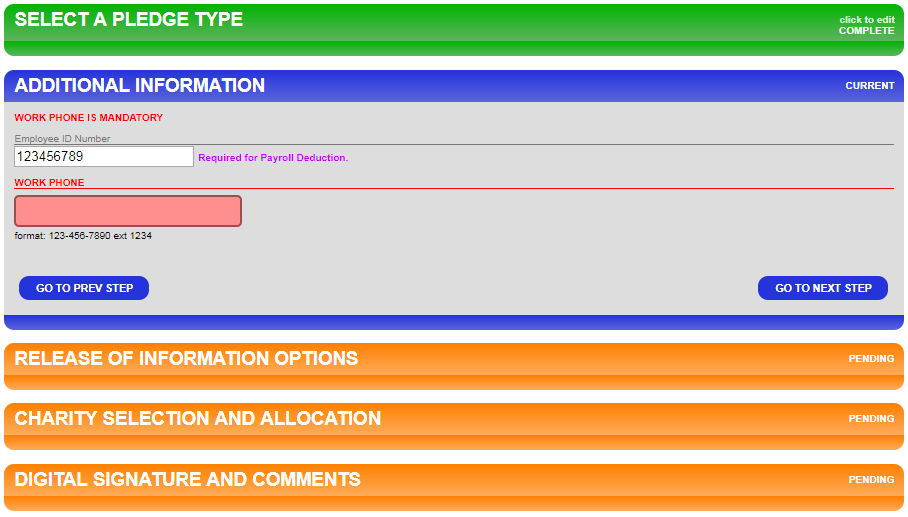 SELECT A PLEDGE TYPE
click to edit
COMPLETE
ADDITIONAL INFORMATION
CURRENT
WORK PHONE IS MANDATORY
Employee ID Number
123456789 Required for Payroll Deduction.
WORK PHONE
format: 123-456-7890 ext 1234
GO TO PREV STEP
GO TO NEXT STEP
RELEASE OF INFORMATION OPTIONS
PENDING
CHARITY SELECTION AND ALLOCATION
PENDING
DIGITAL SIGNATURE AND COMMENTS
PENDING